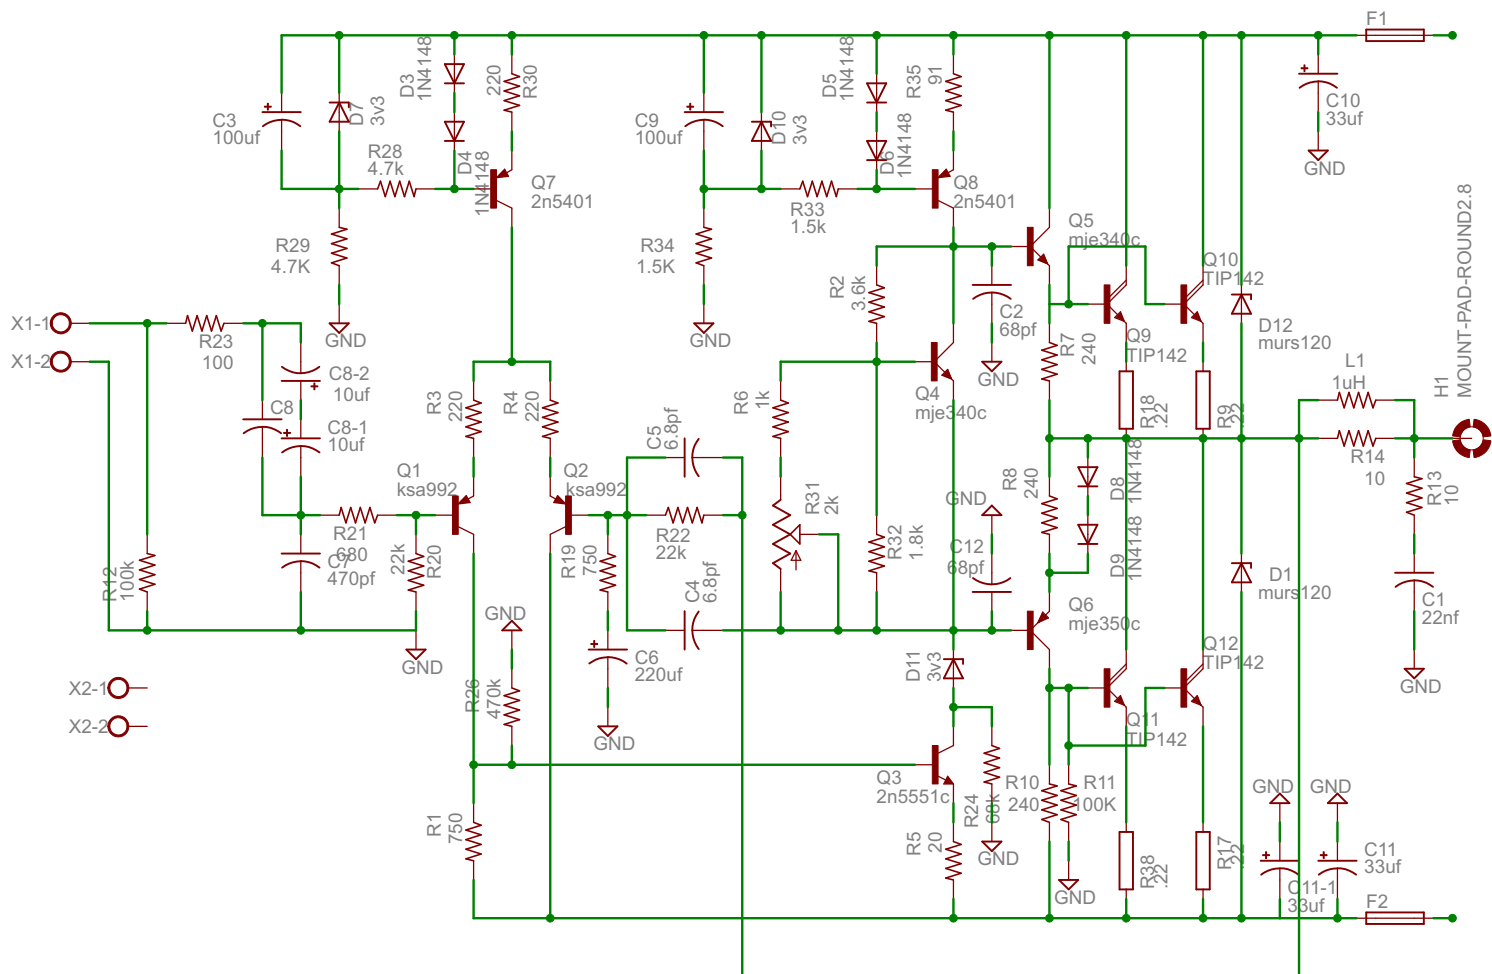 F1
C3
100uf
D7
3v3
D3
1N4148
220
R30
D4
1N4148
R28
4.7k
Q7
2n5401
R29
4.7K
GND
C9
100uf
D10
3v3
D5
1N4148
R35
91
D6
1N4148
R33
1.5k
Q8
2n5401
R34
1.5K
GND
C10
33uf
GND
MOUNT-PAD-ROUND2.8
H1
Q5
mje340c
R2
3.6k
C2
68pf
GND
Q10
TIP142
Q9
TIP142
D12
murs120
R7
240
X1-1
X1-2
R23
100
C8-2
10uf
C8
C8-1
10uf
R3
220
R4
220
R6
1k
Q4
mje340c
R18
.22
R9
.22
L1
1uH
R14
10
R13
10
Q1
ksa992
Q2
ksa992
C5
6.8pf
R31
2k
GND
R8
240
D8
1N4148
R21
680
R22
22k
R32
1.8k
C12
68pf
D9
1N4148
C7
470pf
22k
R20
R19
750
C4
6.8pf
R12
100k
D1
murs120
C1
22nf
GND
GND
GND
C6
220uf
GND
R26
470k
D11
3v3
Q6
mje350c
Q12
TIP142
Q11
TIP142
X2-1
X2-2
Q3
2n5551c
R24
68k
GND
R10
240
R11
100K
GND
R1
750
R5
20
R38
.22
R17
.22
GND
GND
C11-1
33uf
C11
33uf
F2